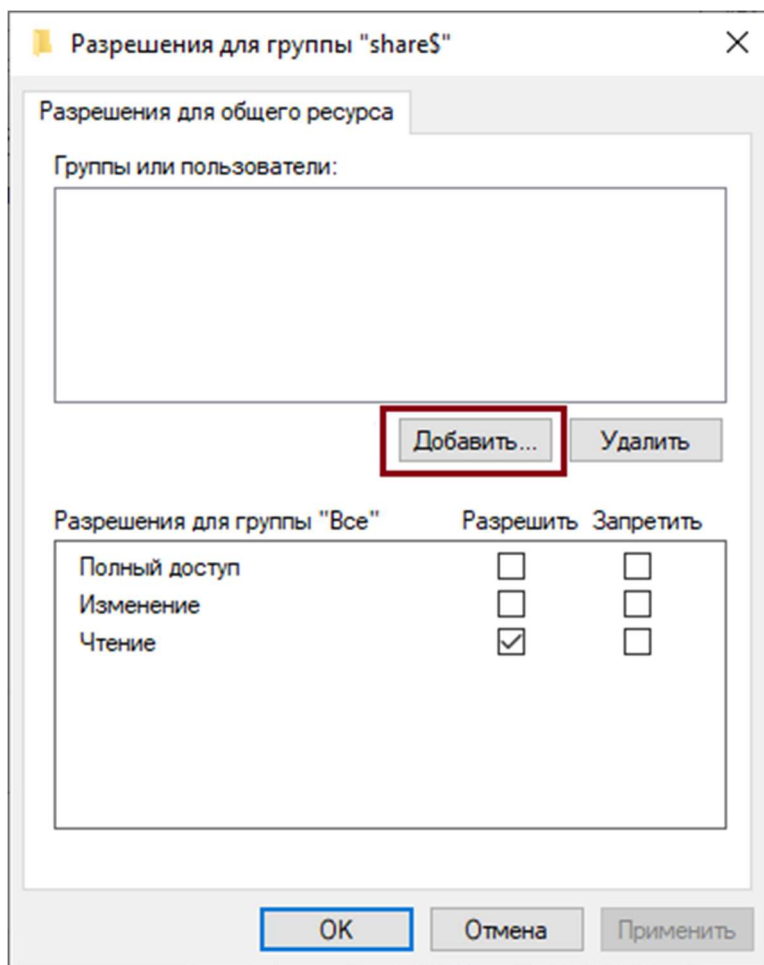 Разрешения для группы "share$"
Разрешения для общего ресурса
Группы или пользователи:
Добавить...
Удалить
Разрешения для группы "Все" Разрешить Запретить
Полный доступ
Изменение
Чтение
OK
Отмена
Применить